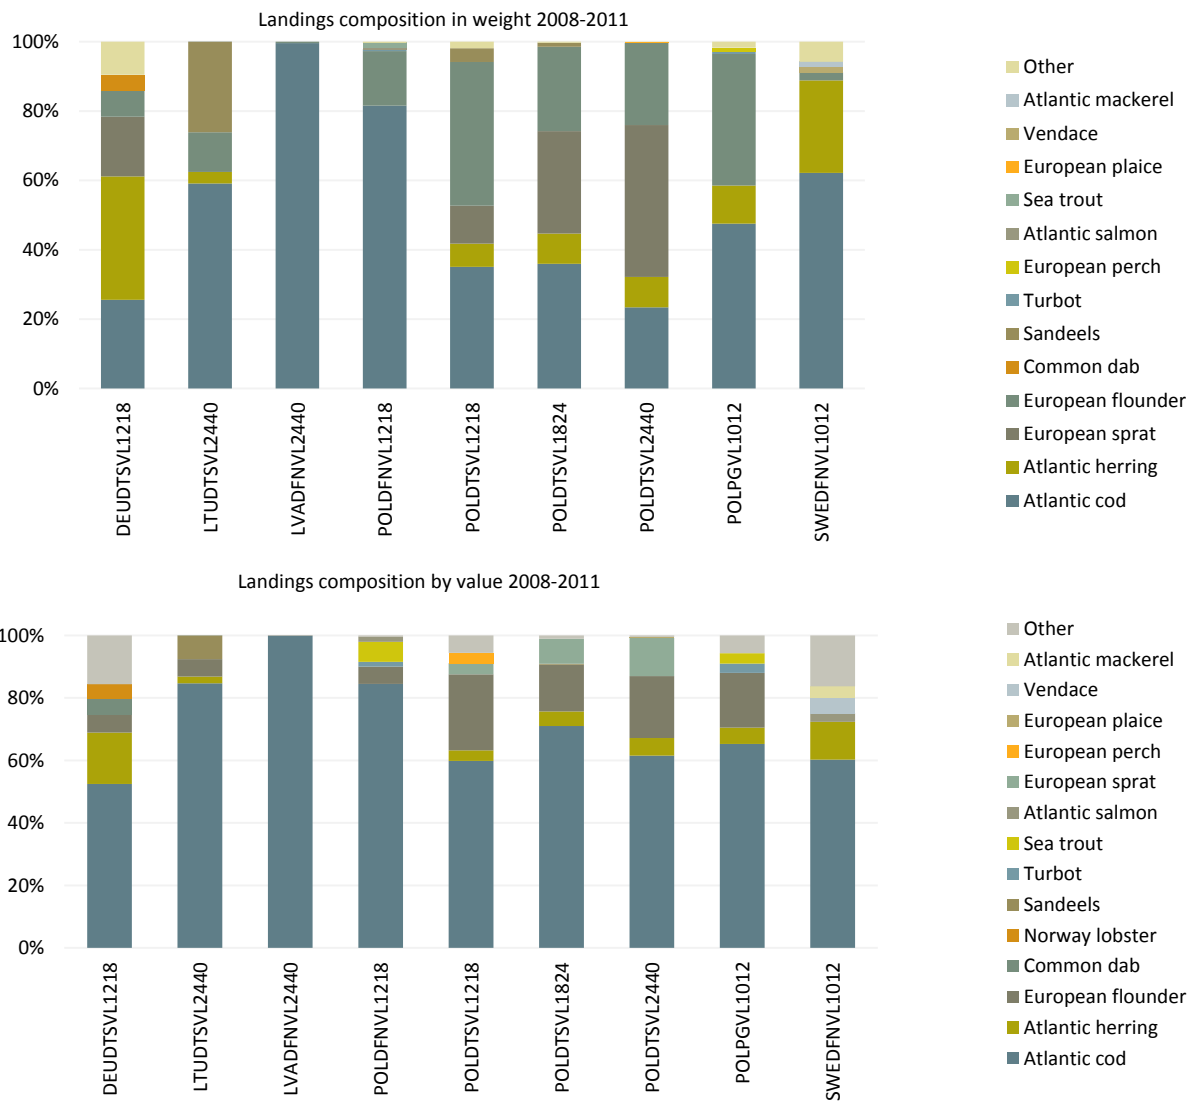 Landings composition in weight 2008-2011
100%
80%
60%
40%
20%
0%
DEUDTSVL1218
LTUDTSVL2440
LVADFNVL2440
POLDFNVL1218
POLDTSVL1218
POLDTSVL1824
POLDTSVL2440
POLPGVL1012
SWEDFNVL1012
Other
Atlantic mackerel
Vendace
European plaice
Sea trout
Atlantic salmon
European perch
Turbot
Sandeels
Common dab
European flounder
European sprat
Atlantic herring
Atlantic cod
Landings composition by value 2008-2011
100%
80%
60%
40%
20%
0%
DEUDTSVL1218
LTUDTSVL2440
LVADFNVL2440
POLDFNVL1218
POLDTSVL1218
POLDTSVL1824
POLDTSVL2440
POLPGVL1012
SWEDFNVL1012
Other
Atlantic mackerel
Vendace
European plaice
European perch
European sprat
Atlantic salmon
Sea trout
Turbot
Sandeels
Norway lobster
Common dab
European flounder
Atlantic herring
Atlantic cod